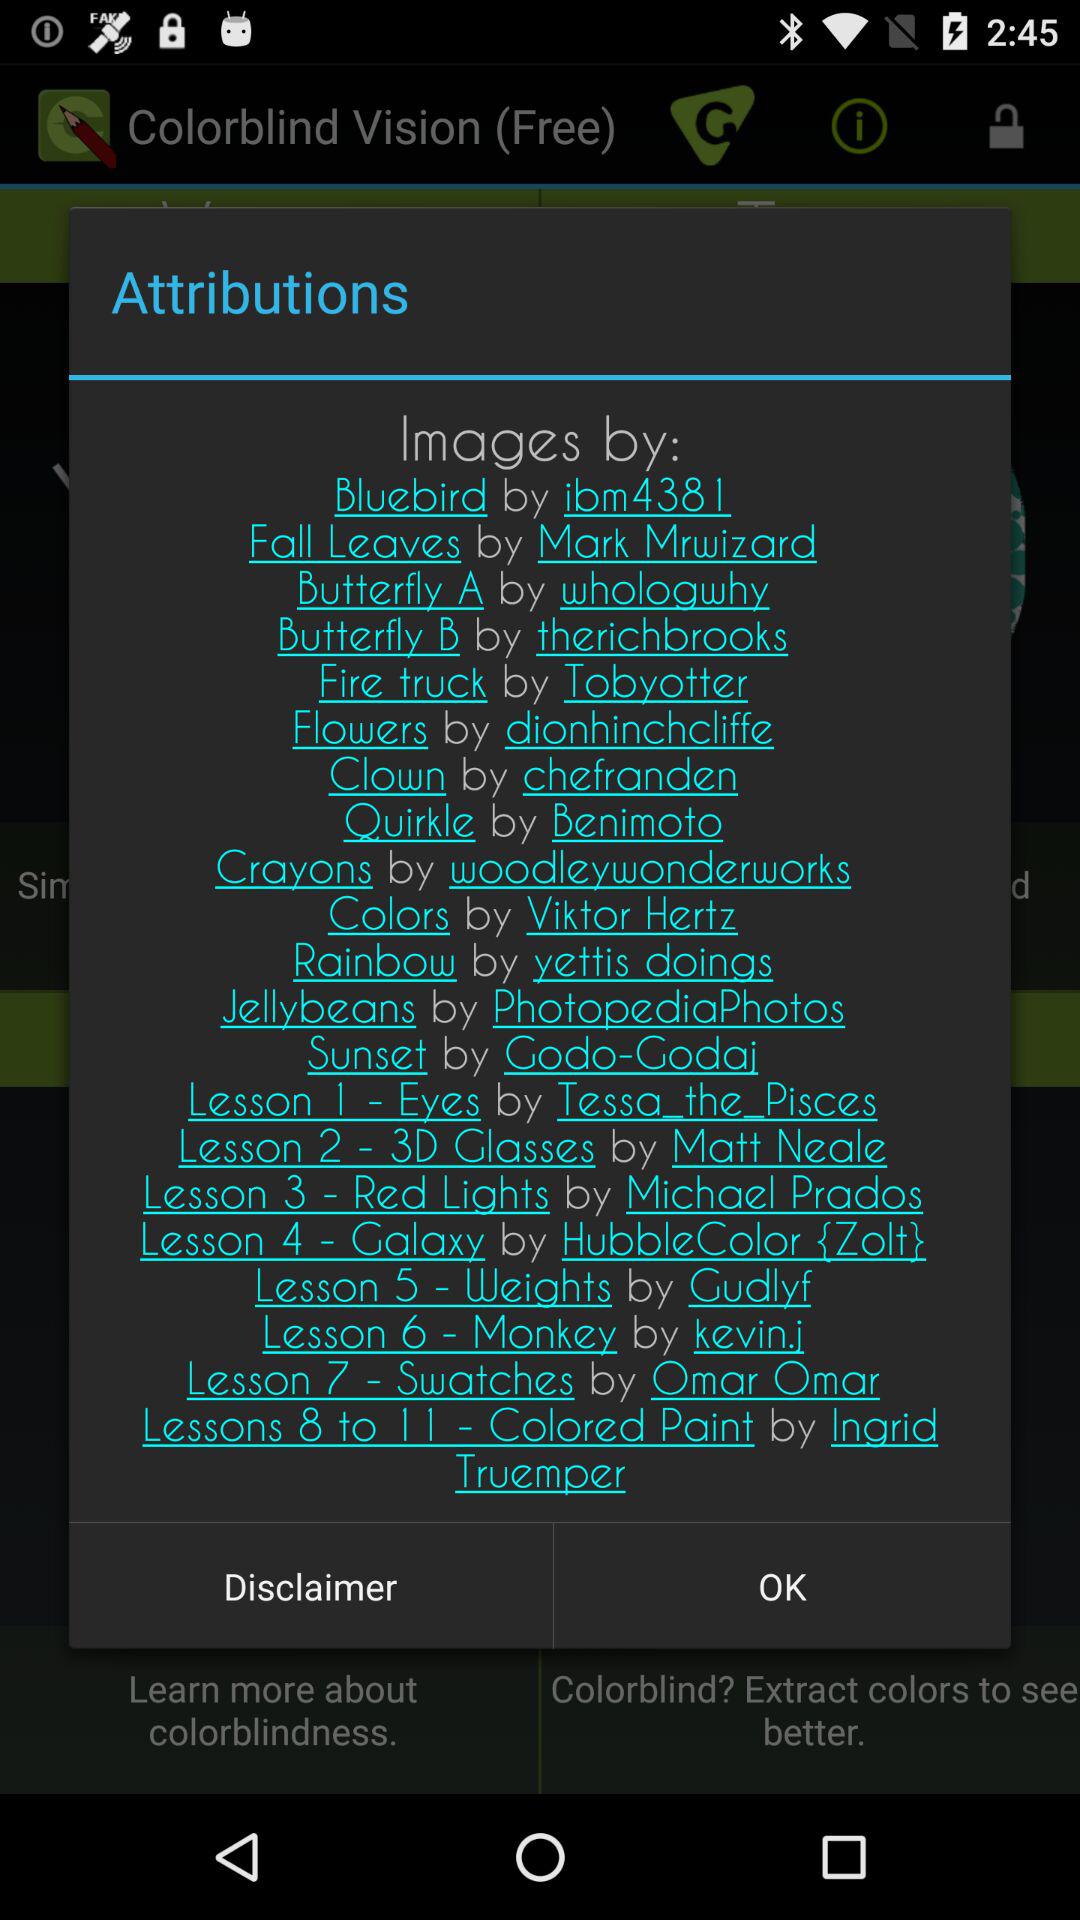 FAKE
2:45
Colorblind Vision (Free)
Attributions
Images by:
Bluebird by ibm4381
Fall Leaves by Mark Mrwizard
Butterfly A by whologwhy
Butterfly B by therichbrooks
Fire truck by Tobyotter
Flowers by dionhinchcliffe
Clown by chefranden
Quirkle by Benimoto
Crayons by woodleywonderworks
Colors by Viktor Hertz
Rainbow by yettis doings
Jellybeans by PhotopediaPhotos
Sunset by Godo-Godaj
Lesson 1 - Eyes by Tessa_the_Pisces
Lesson 2 - 3D Glasses by Matt Neale
Lesson 3 - Red Lights by Michael Prados
Lesson 4 - Galaxy by HubbleColor {Zolt}
Lesson 5 - Weights by Gudlyf
Lesson 6 - Monkey by kevin.j
Lesson 7 - Swatches by Omar Omar
Lessons 8 to 11 - Colored Paint by Ingrid
Truemper
Disclaimer
OK
Learn more about
colorblindness.
Colorblind? Extract colors to see
better.